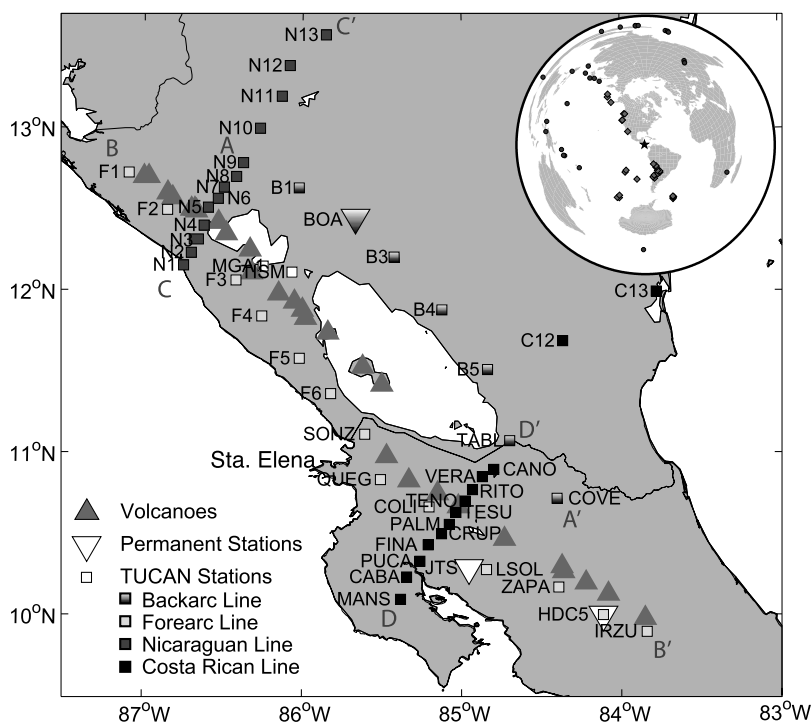 87°W
86°W
85°W
84°W
83°W
13°N
12°N
11°N
10°N
N13
C’
N12
N11
N10
A
B
N9
F1
N8
N7
B1
N6
F2
N5
BOA
N4
N3
N2
B3
N1
MGA1
NSM
F3
C
C13
B4
F4
C12
F5
B5
F6
SONZ
D’
TABL
Sta. Elena
VERA
CANO
QUEG
RITO
TENO
COVE
COLI
TESU
A’
PALM
CRUP
FINA
PUCA
JTS
LSOL
CABA
ZAPA
MANS
D
HDC5
IRZU
B’
Volcanoes
Permanent Stations
TUCAN Stations
Backarc Line
Forearc Line
Nicaraguan Line
Costa Rican Line